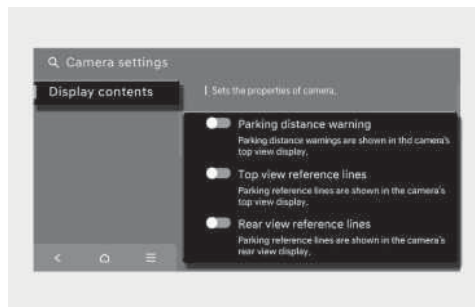 Camera settings
Display contents
Sets the properties of camera.
Parking distance warning
Parking distance warnings are shown in thd camera's
top view display.
Top view reference lines
Parking reference lines are shown in the camera's
top view display.
Rear view reference lines
Parking reference lines are shown in the camera's
rear view display.